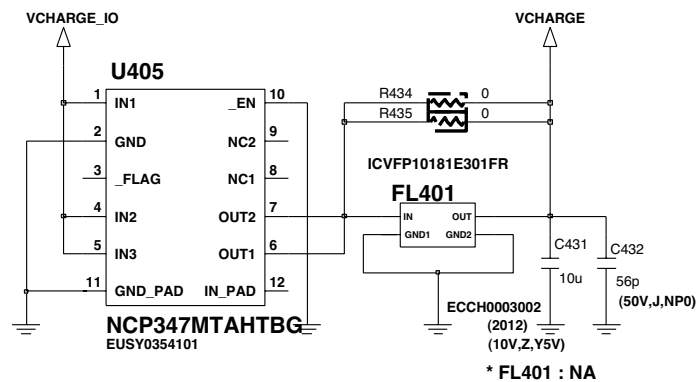 VCHARGE_IO
VCHARGE
U405
1 IN1 _EN 10
2 GND NC2 9
3 _FLAG NC1 8
4 IN2 OUT2 7
5 IN3 OUT1 6
11 GND_PAD IN_PAD 12
NCP347MTAHTBG
EUSY0354101
R434 0
R435 0
ICVFP10181E301FR
FL401
IN OUT
GND1 GND2
C431
10u
C432
56p
(50V,J,NP0)
ECCH0003002
(2012)
(10V,Z,Y5V)
* FL401 : NA